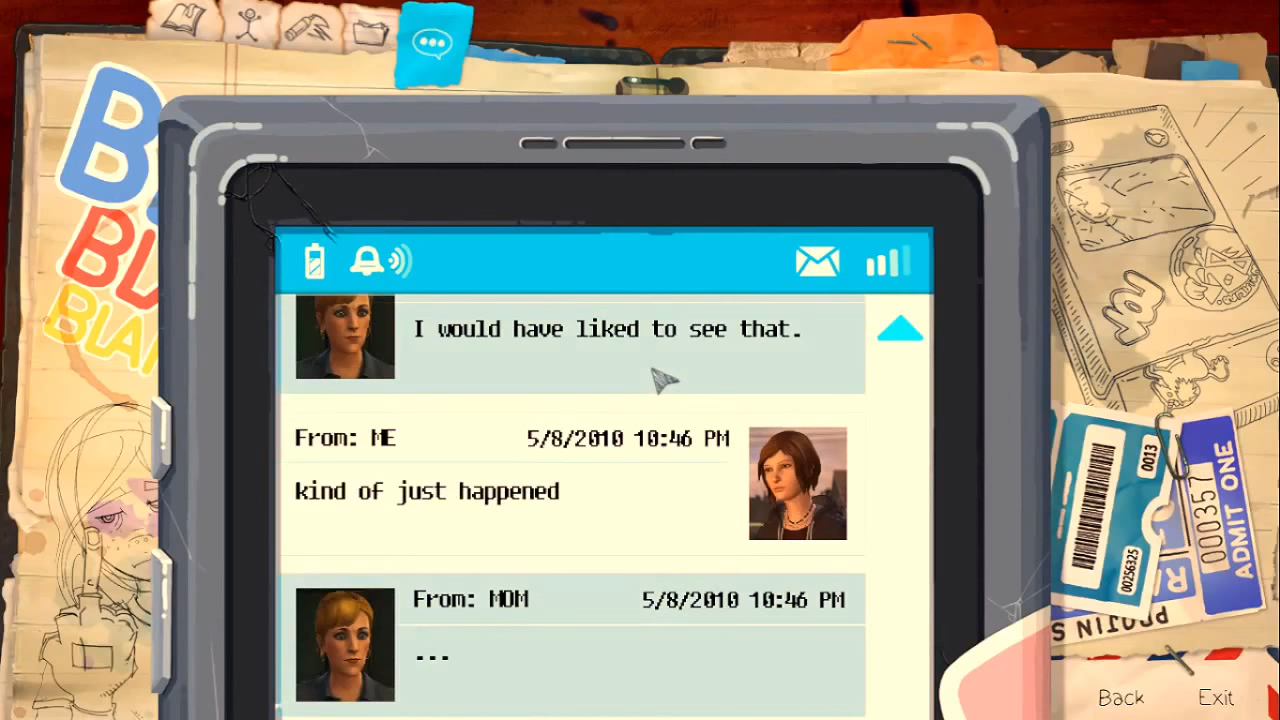 I would have liked to see that.
From: ME 5/8/2010 10:46 PM
kind of just happened
From: MOM 5/8/2010 10:46 PM
...
0013
00256325
000357
ADMIT ONE
Back
Exit